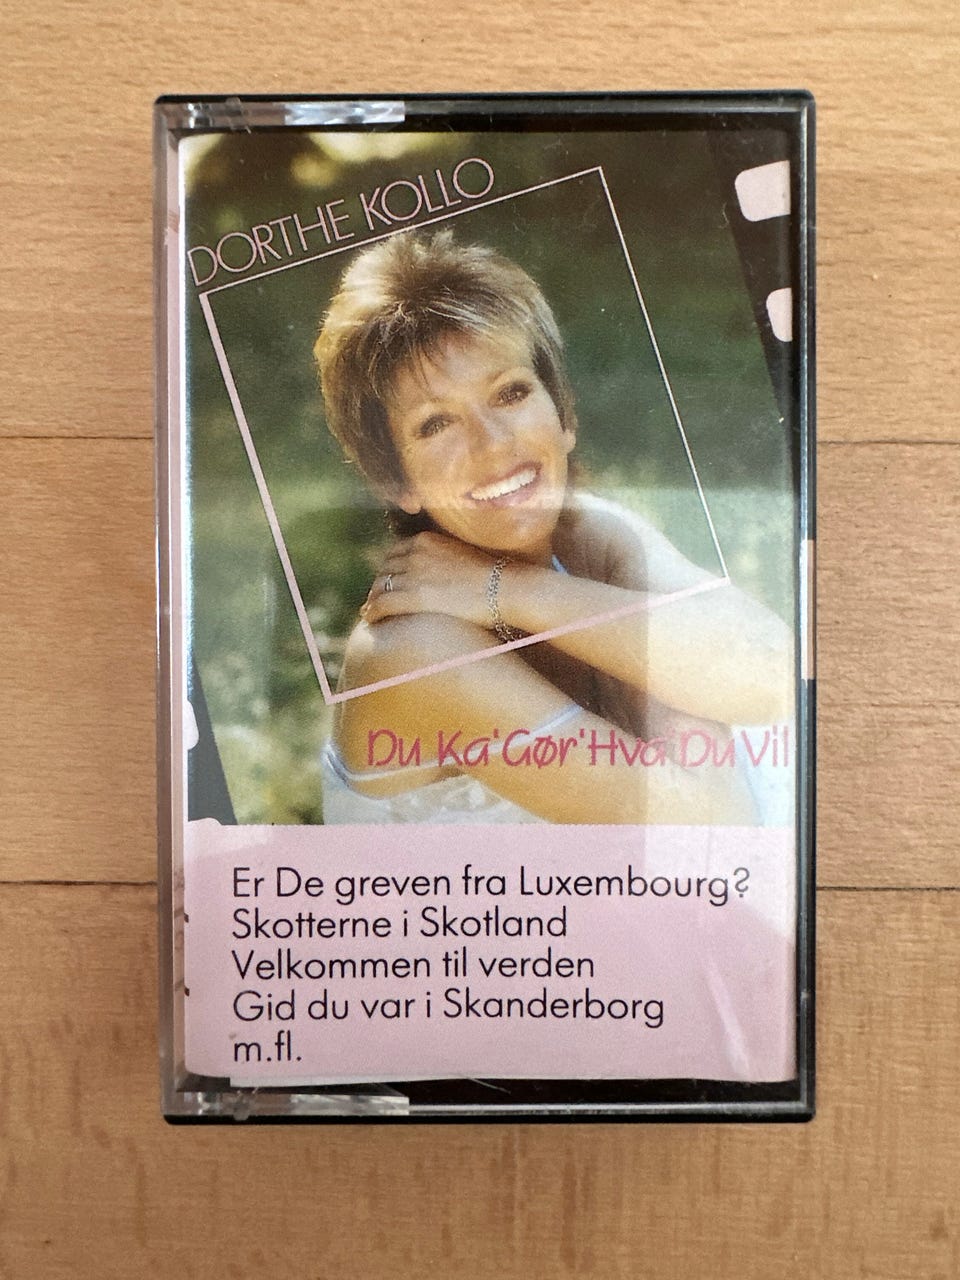 DORTHE KOLLO
Du Ka' Gør' Hva' Du Vil
Er De greven fra Luxembourg?
Skotterne i Skotland
Velkommen til verden
Gid du var i Skanderborg
m.fl.